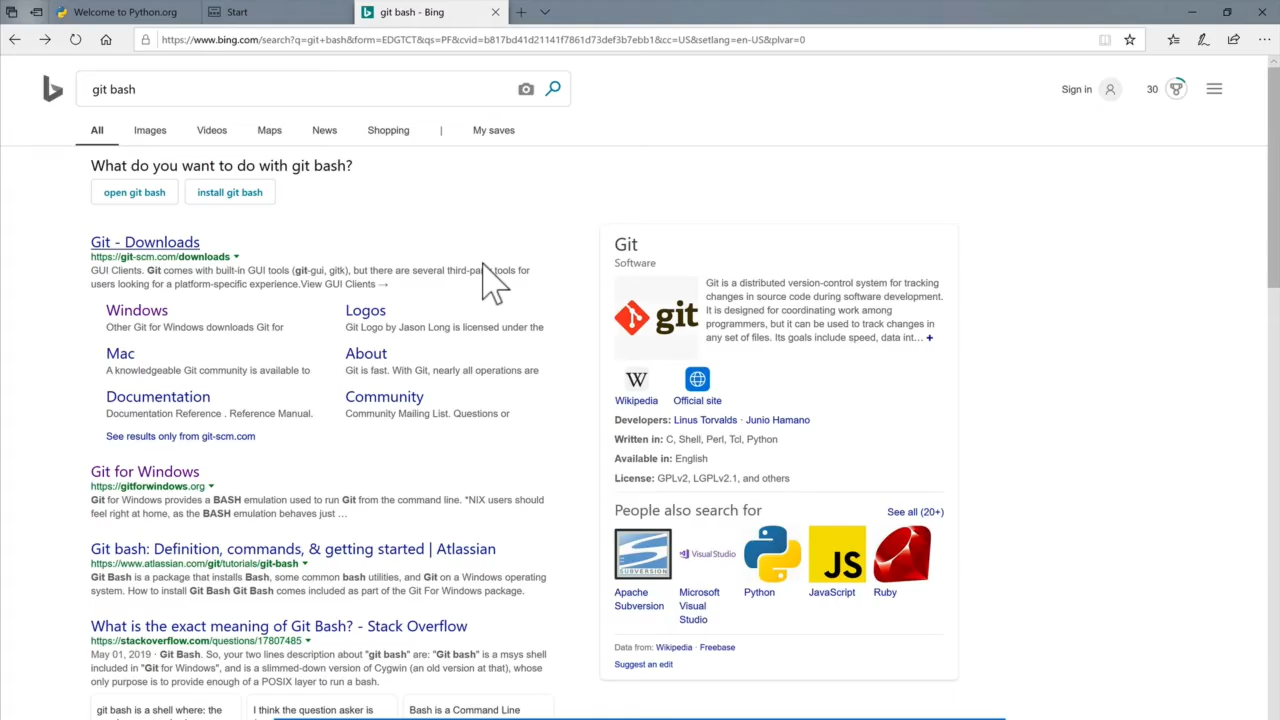 Welcome to Python.org
Start
git bash - Bing
https://www.bing.com/search?q=git+bash&form=EDGTCT&qs=PF&cvid=b817bd41d21141f7861d73def3b7ebb1&cc=US&setlang=en-US&plvar=0
git bash
Sign in
30
All
Images
Videos
Maps
News
Shopping
|
My saves
What do you want to do with git bash?
open git bash
install git bash
Git - Downloads
https://git-scm.com/downloads
GUI Clients. Git comes with built-in GUI tools (git-gui, gitk), but there are several third-party tools for
users looking for a platform-specific experience.View GUI Clients →
Windows
Other Git for Windows downloads Git for
Logos
Git Logo by Jason Long is licensed under the
Mac
A knowledgeable Git community is available to
About
Git is fast. With Git, nearly all operations are
Documentation
Documentation Reference . Reference Manual.
Community
Community Mailing List. Questions or
See results only from git-scm.com
Git for Windows
https://gitforwindows.org
Git for Windows provides a BASH emulation used to run Git from the command line. *NIX users should
feel right at home, as the BASH emulation behaves just ...
Git bash: Definition, commands, & getting started | Atlassian
https://www.atlassian.com/git/tutorials/git-bash
Git Bash is a package that installs Bash, some common bash utilities, and Git on a Windows operating
system. How to install Git Bash Git Bash comes included as part of the Git For Windows package.
What is the exact meaning of Git Bash? - Stack Overflow
https://stackoverflow.com/questions/17807485
May 01, 2019 · Git Bash. So, your two lines description about "git bash" are: "Git bash" is a msys shell
included in "Git for Windows", and is a slimmed-down version of Cygwin (an old version at that), whose
only purpose is to provide enough of a POSIX layer to run a bash.
git bash is a shell where: the
I think the question asker is
Bash is a Command Line
Git
Software
git
Git is a distributed version-control system for tracking
changes in source code during software development.
It is designed for coordinating work among
programmers, but it can be used to track changes in
any set of files. Its goals include speed, data int... +
W
Wikipedia
Official site
Developers: Linus Torvalds · Junio Hamano
Written in: C, Shell, Perl, Tcl, Python
Available in: English
License: GPLv2, LGPLv2.1, and others
People also search for
See all (20+)
SUBVERSION
Visual Studio
JS
Apache
Subversion
Microsoft
Visual
Studio
Python
JavaScript
Ruby
Data from: Wikipedia · Freebase
Suggest an edit